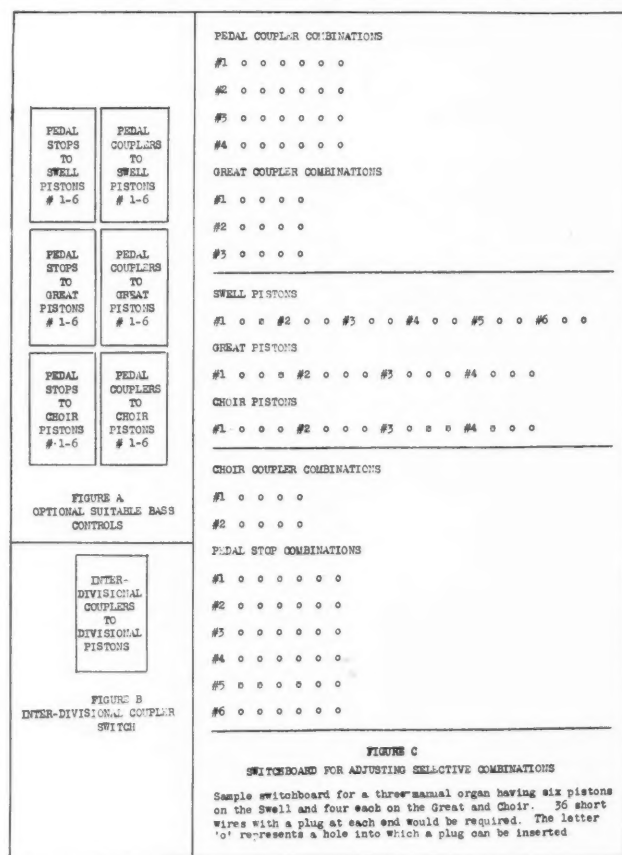 PEDAL
STOPS
TO
SWELL
PISTONS
# 1-6
PEDAL
COUPLERS
TO
SWELL
PISTONS
# 1-6
PEDAL
STOPS
TO
GREAT
PISTONS
# 1-6
PEDAL
COUPLERS
TO
GREAT
PISTONS
# 1-6
PEDAL
STOPS
TO
CHOIR
PISTONS
# 1-6
PEDAL
COUPLERS
TO
CHOIR
PISTONS
# 1-6
FIGURE A
OPTIONAL SUITABLE BASS
CONTROLS
INTER-
DIVISIONAL
COUPLERS
TO
DIVISIONAL
PISTONS
FIGURE B
INTER-DIVISIONAL COUPLER
SWITCH
PEDAL COUPLER COMBINATIONS
#1 o o o o o o
#2 o o o o o o
#3 o o o o o o
#4 o o o o o o
GREAT COUPLER COMBINATIONS
#1 o o o o
#2 o o o o
#3 o o o o
SWELL PISTONS
#1 o o #2 o o #3 o o #4 o o #5 o o #6 o o
GREAT PISTONS
#1 o o o #2 o o o #3 o o o #4 o o o
CHOIR PISTONS
#1 o o o #2 o o o #3 o o o #4 o o o
CHOIR COUPLER COMBINATIONS
#1 o o o o
#2 o o o o
PEDAL STOP COMBINATIONS
#1 o o o o o o
#2 o o o o o o
#3 o o o o o o
#4 o o o o o o
#5 o o o o o o
#6 o o o o o o
FIGURE C
SWITCHBOARD FOR ADJUSTING SELECTIVE COMBINATIONS
Sample switchboard for a three-manual organ having six pistons
on the Swell and four each on the Great and Choir. 36 short
wires with a plug at each end would be required. The letter
'o' represents a hole into which a plug can be inserted